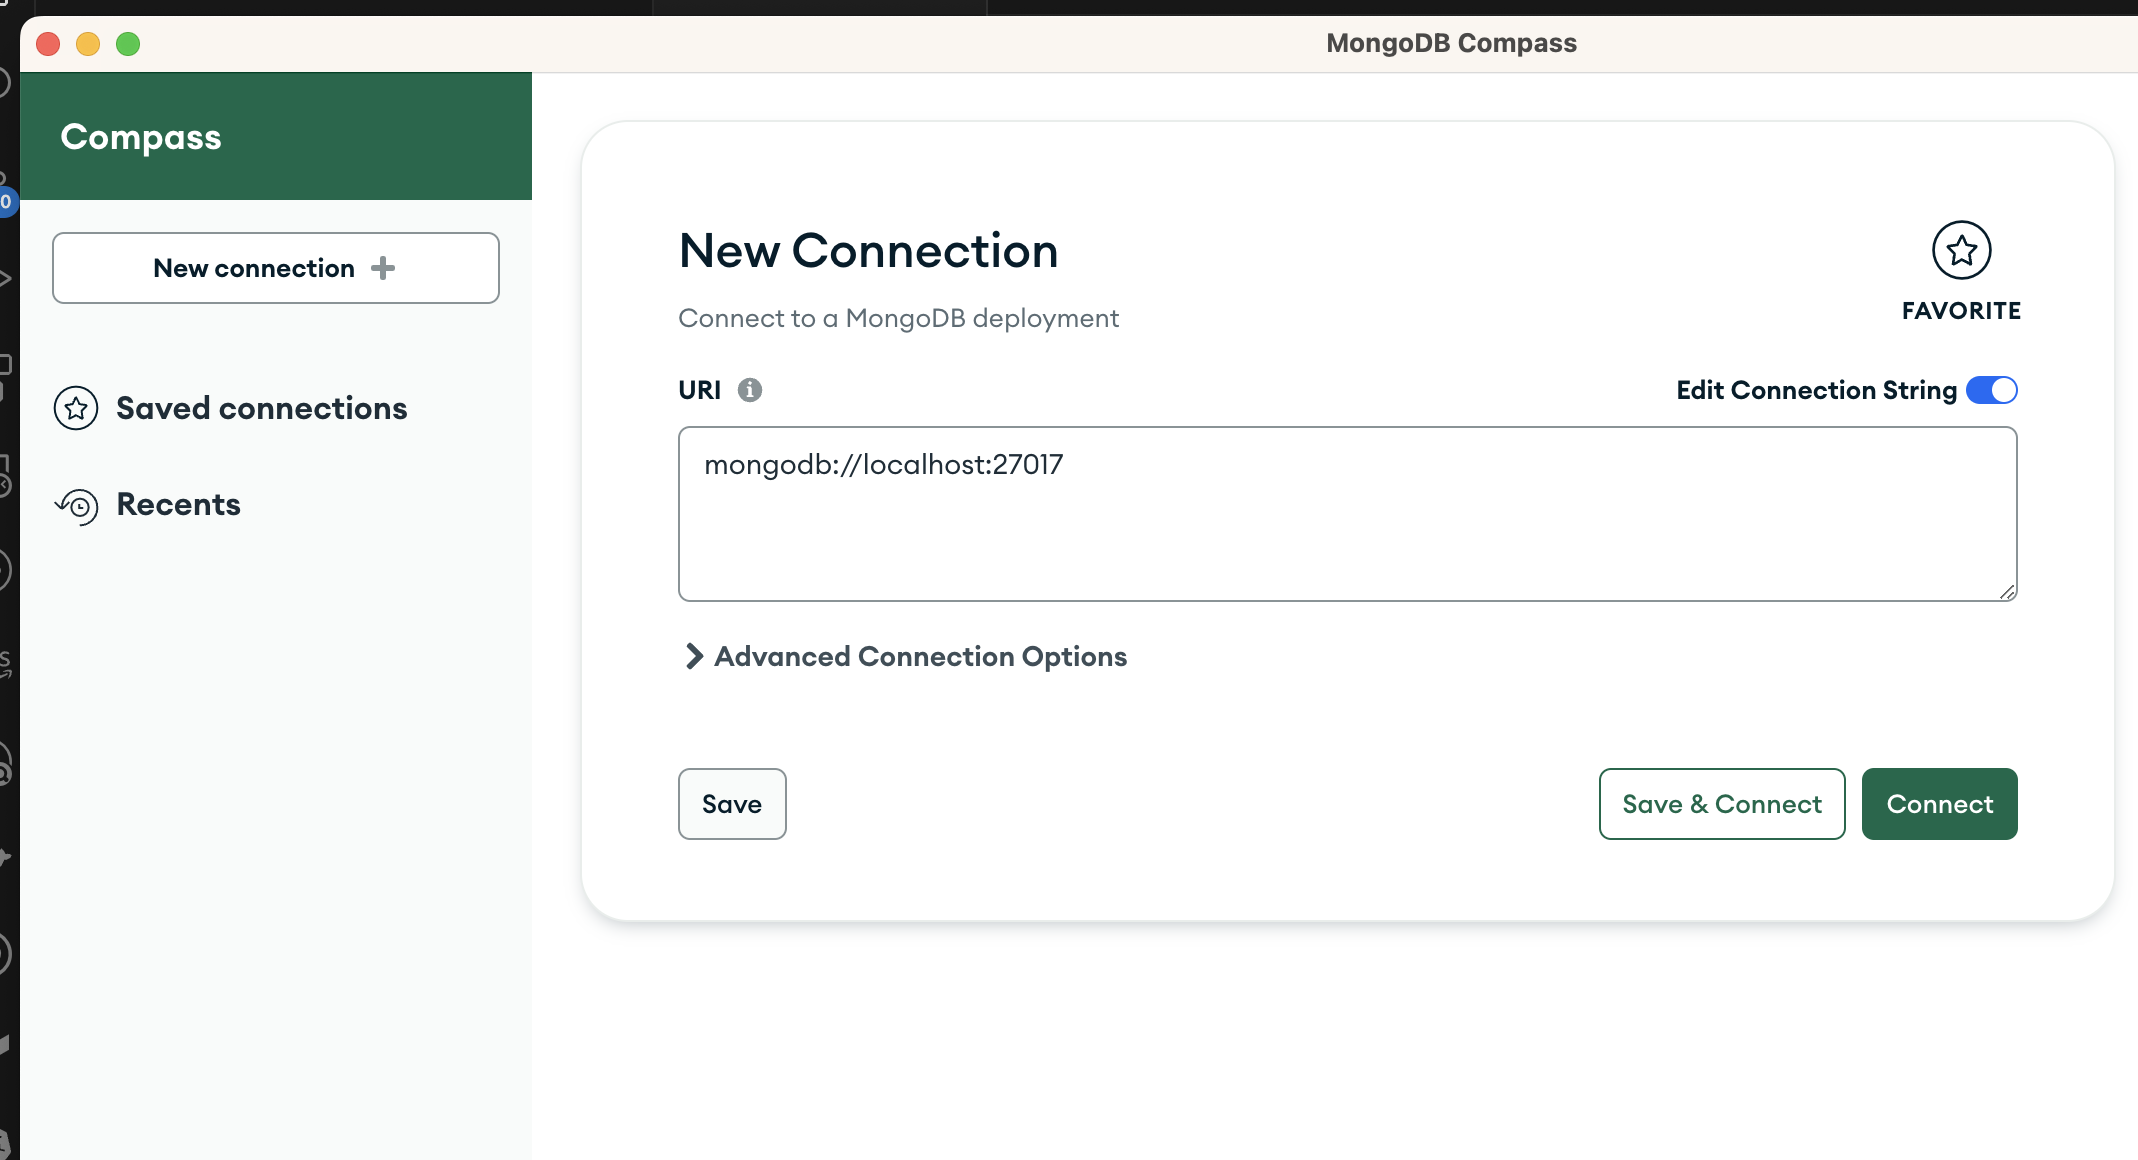 MongoDB Compass
Compass
New connection
Saved connections
Recents
New Connection
Connect to a MongoDB deployment
FAVORITE
URI
Edit Connection String
mongodb://localhost:27017
Advanced Connection Options
Save
Save & Connect
Connect